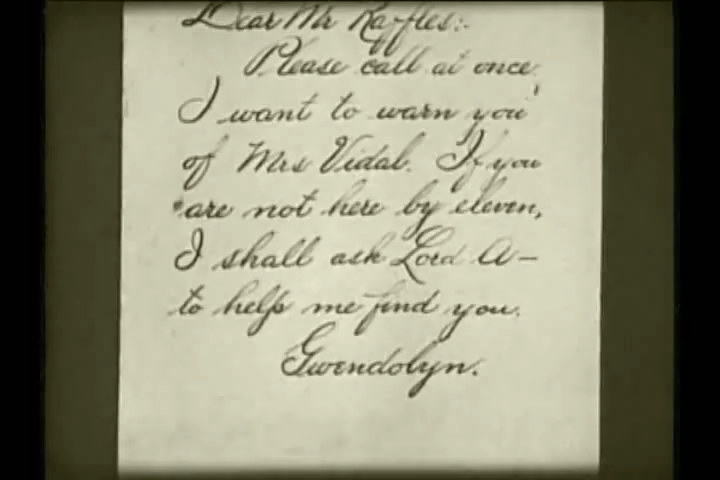 Dear Mr Raffles:-
Please call at once,
I want to warn you
of Mrs Vidal. If you
are not here by eleven,
I shall ask Lord A-
to help me find you.
Gwendolyn.